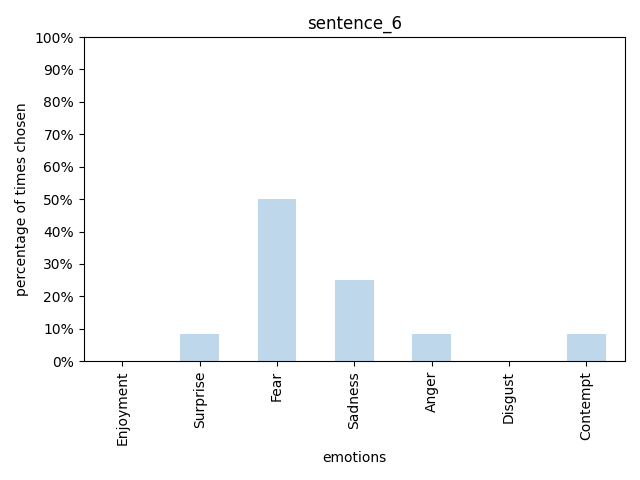 sentence_6
percentage of times chosen
100%
90%
80%
70%
60%
50%
40%
30%
20%
10%
0%
Enjoyment
Surprise
Fear
Sadness
Anger
Disgust
Contempt
emotions